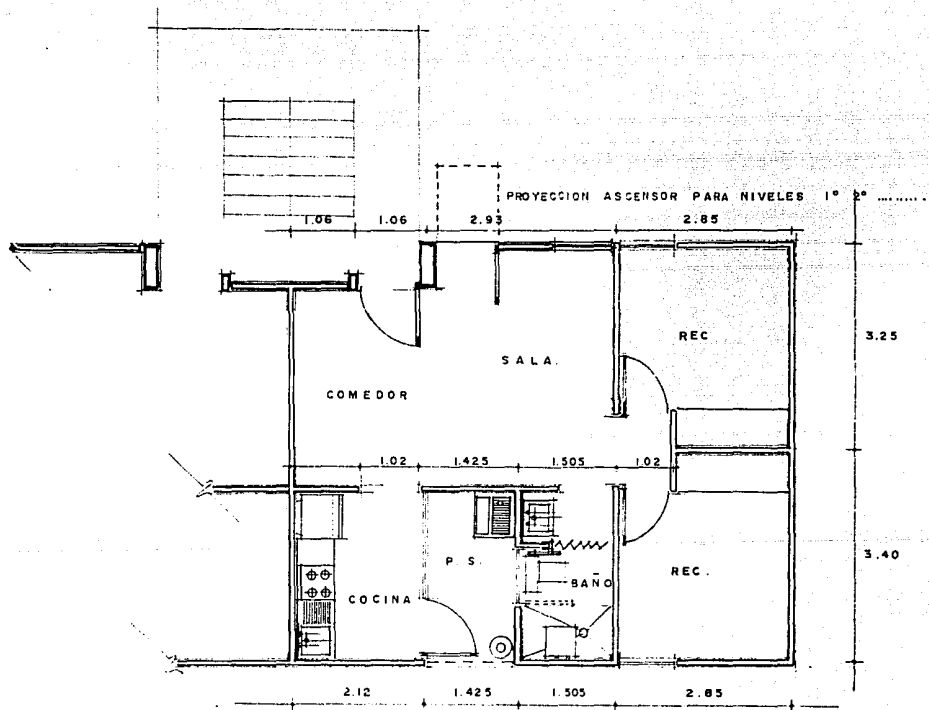 PROYECCION ASCENSOR PARA NIVELES 1º 2º .........
1.06 1.06 2.93 2.85
REC
3.25
SALA.
COMEDOR
1.02 1.425 1.505 1.02
P. S.
BAÑO
REC.
3.40
COCINA
2.12 1.425 1.505 2.85